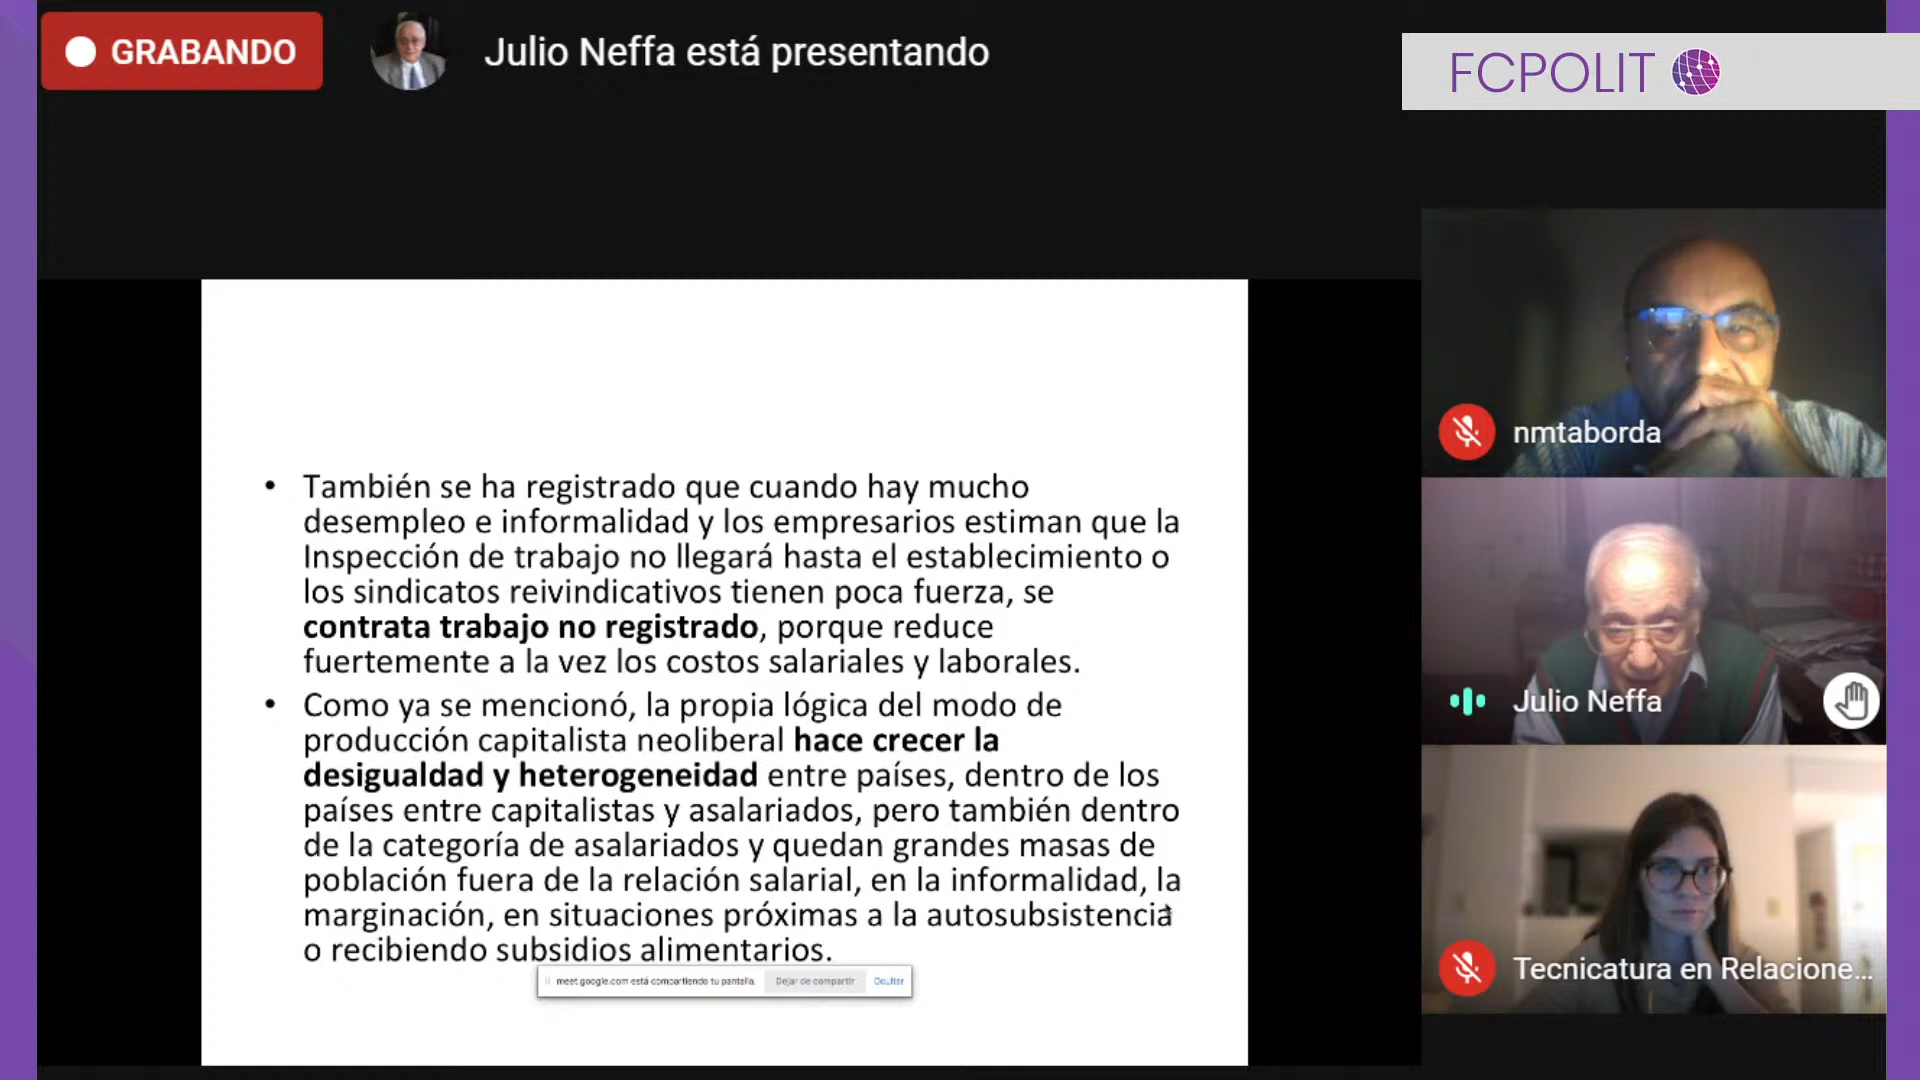 GRABANDO
Julio Neffa está presentando
FCPOLIT
• También se ha registrado que cuando hay mucho
desempleo e informalidad y los empresarios estiman que la
Inspección de trabajo no llegará hasta el establecimiento o
los sindicatos reivindicativos tienen poca fuerza, se
contrata trabajo no registrado, porque reduce
fuertemente a la vez los costos salariales y laborales.
• Como ya se mencionó, la propia lógica del modo de
producción capitalista neoliberal hace crecer la
desigualdad y heterogeneidad entre países, dentro de los
países entre capitalistas y asalariados, pero también dentro
de la categoría de asalariados y quedan grandes masas de
población fuera de la relación salarial, en la informalidad, la
marginación, en situaciones próximas a la autosubsistencia
o recibiendo subsidios alimentarios.
meet.google.com está compartiendo tu pantalla. Dejar de compartir Ocultar
nmtaborda
Julio Neffa
Tecnicatura en Relacione...